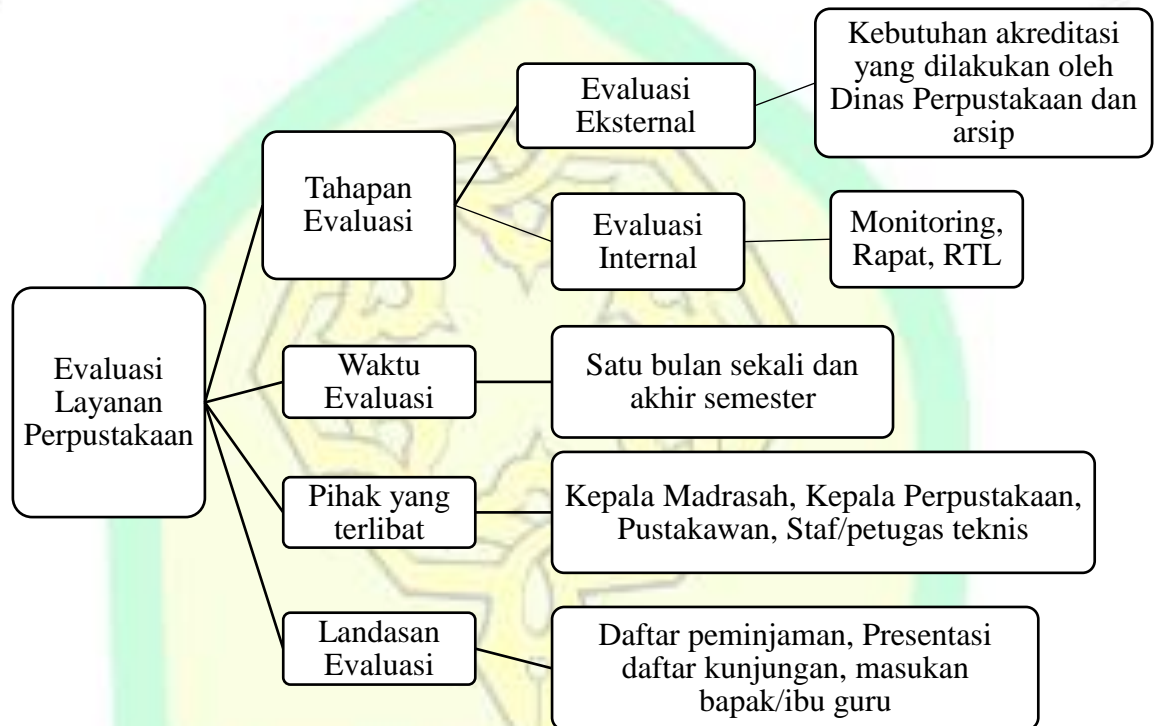 Kebutuhan akreditasi
yang dilakukan oleh
Dinas Perpustakaan dan
arsip
Evaluasi
Eksternal
Tahapan
Evaluasi
Evaluasi
Internal
Monitoring,
Rapat, RTL
Evaluasi
Layanan
Perpustakaan
Waktu
Evaluasi
Satu bulan sekali dan
akhir semester
Pihak yang
terlibat
Kepala Madrasah, Kepala Perpustakaan,
Pustakawan, Staf/petugas teknis
Landasan
Evaluasi
Daftar peminjaman, Presentasi
daftar kunjungan, masukan
bapak/ibu guru